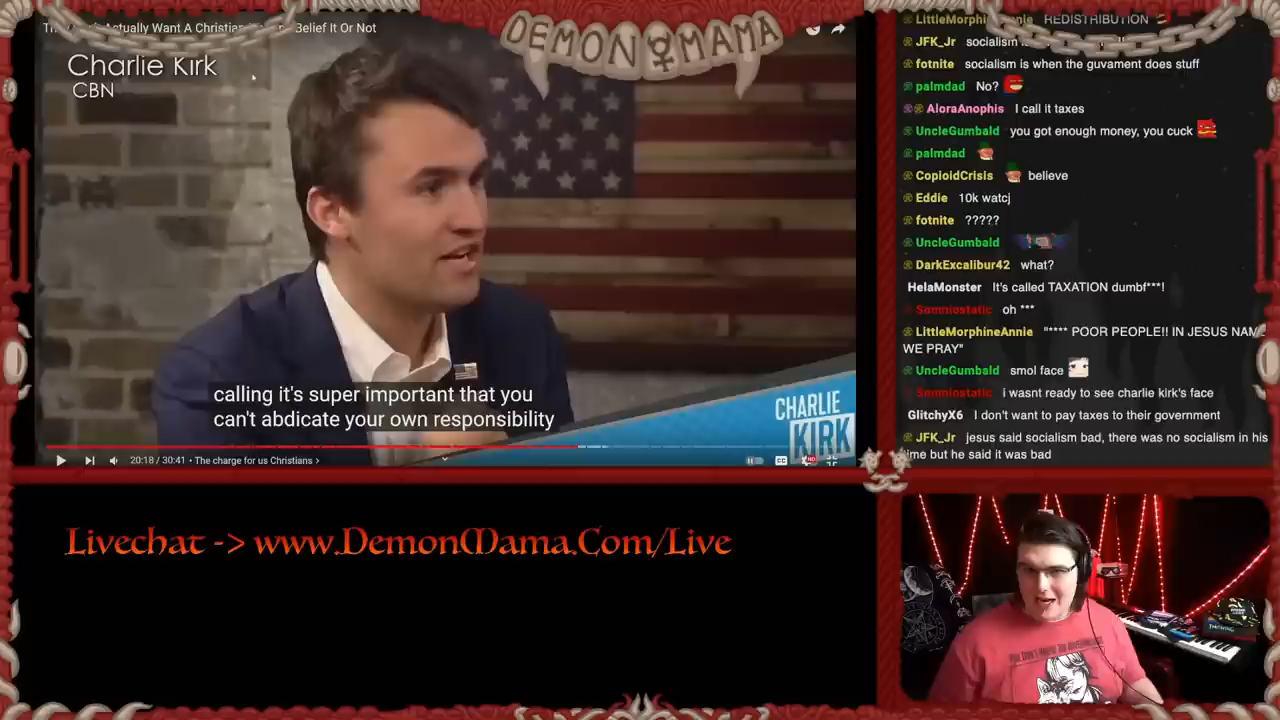 Actually Want A Christian Belief It Or Not
DEMON MAMA
Charlie Kirk
CBN
calling it's super important that you
can't abdicate your own responsibility
CHARLIE
KIRK
20:18 / 30:41 • The charge for us Christians >
REDISTRIBUTION
JFK_Jr socialism
fotnite socialism is when the guvament does stuff
palmdad No?
AloraAnophis I call it taxes
UncleGumbald you got enough money, you cuck
palmdad
CopioidCrisis believe
Eddie 10k watcj
fotnite ?????
UncleGumbald
DarkExcalibur42 what?
HelaMonster It's called TAXATION dumbf***!
Somniostatic oh ***
LittleMorphineAnnie "**** POOR PEOPLE!! IN JESUS NAM
WE PRAY"
UncleGumbald smol face
Somniostatic i wasnt ready to see charlie kirk's face
GlitchyX6 I don't want to pay taxes to their government
JFK_Jr jesus said socialism bad, there was no socialism in his
ime but he said it was bad
Livechat -> www.DemonMama.Com/Live